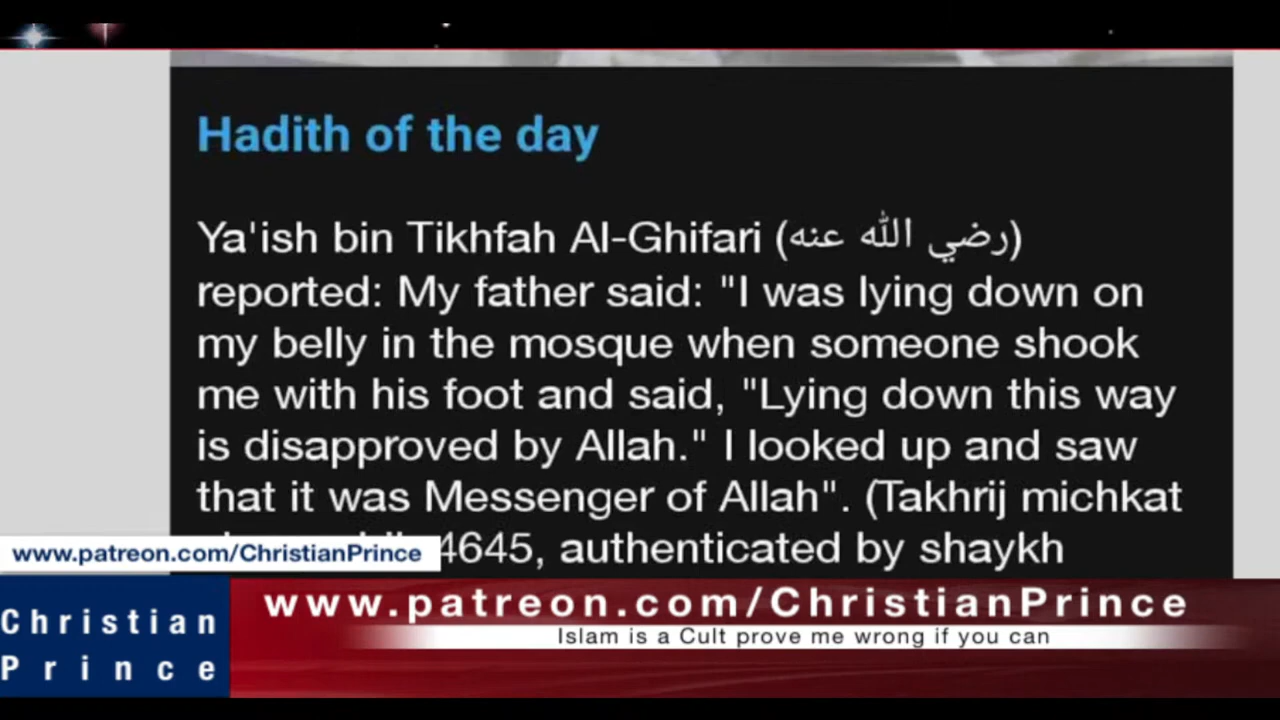 Hadith of the day
Ya'ish bin Tikhfah Al-Ghifari (رضي الله عنه)
reported: My father said: "I was lying down on
my belly in the mosque when someone shook
me with his foot and said, "Lying down this way
is disapproved by Allah." I looked up and saw
that it was Messenger of Allah". (Takhrij michkat
4645, authenticated by shaykh
www.patreon.com/ChristianPrince
www.patreon.com/ChristianPrince
Islam is a Cult prove me wrong if you can
Christian
Prince